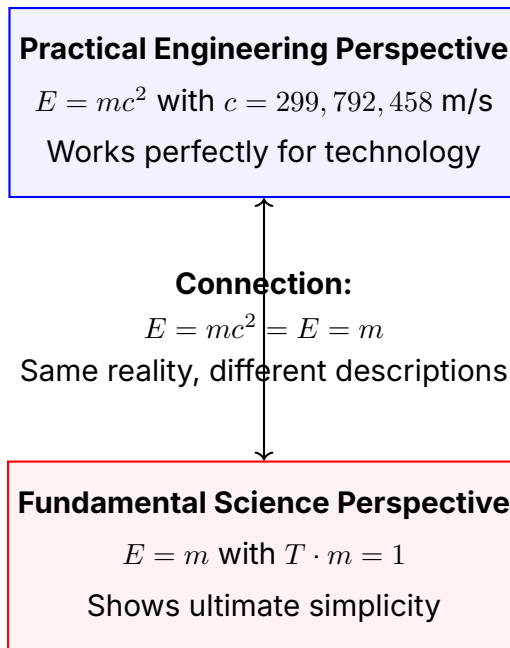 Practical Engineering Perspective
E = mc² with c = 299, 792, 458 m/s
Works perfectly for technology
Connection:
E = mc² = E = m
Same reality, different descriptions
Fundamental Science Perspective
E = m with T · m = 1
Shows ultimate simplicity